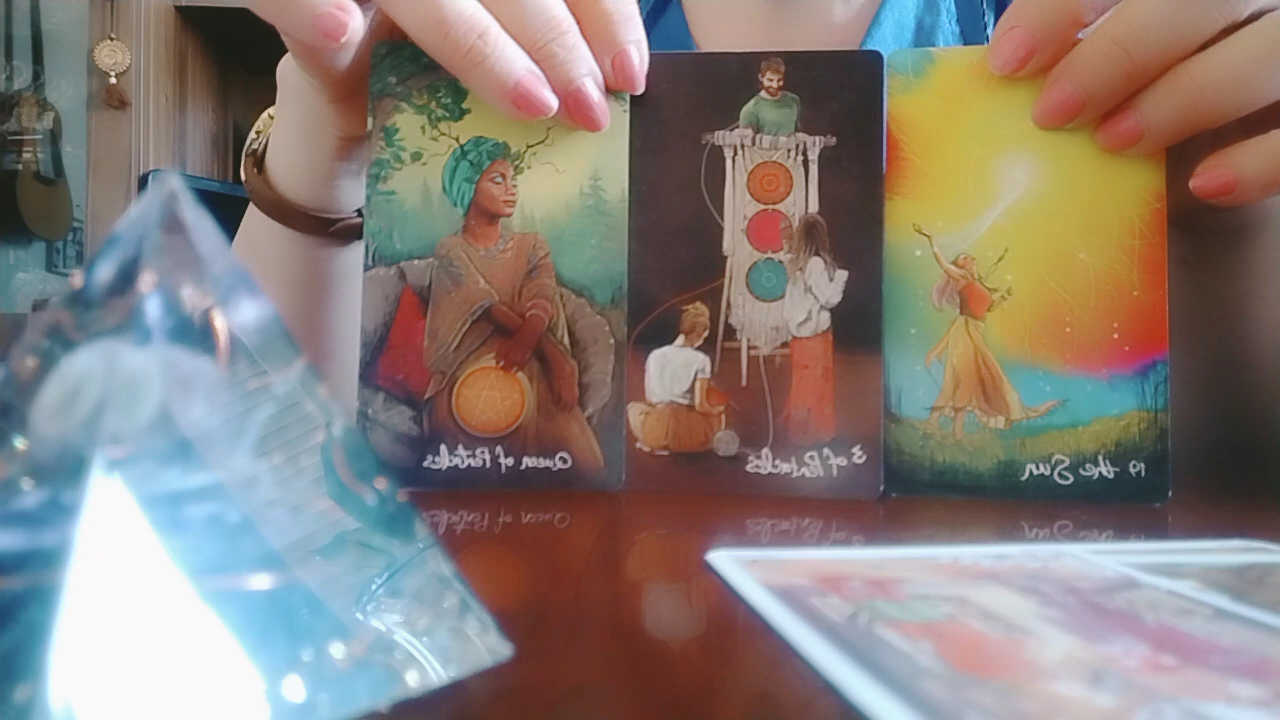 Queen of Pentacles
3 of Pentacles
19 the Sun